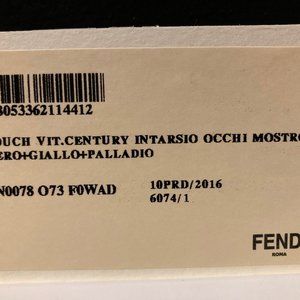 8053362114412
OUCH VIT.CENTURY INTARSIO OCCHI MOSTRO
ERO+GIALLO+PALLADIO
N0078 O73 F0WAD
10PRD/2016
6074/1
FEND
ROMA